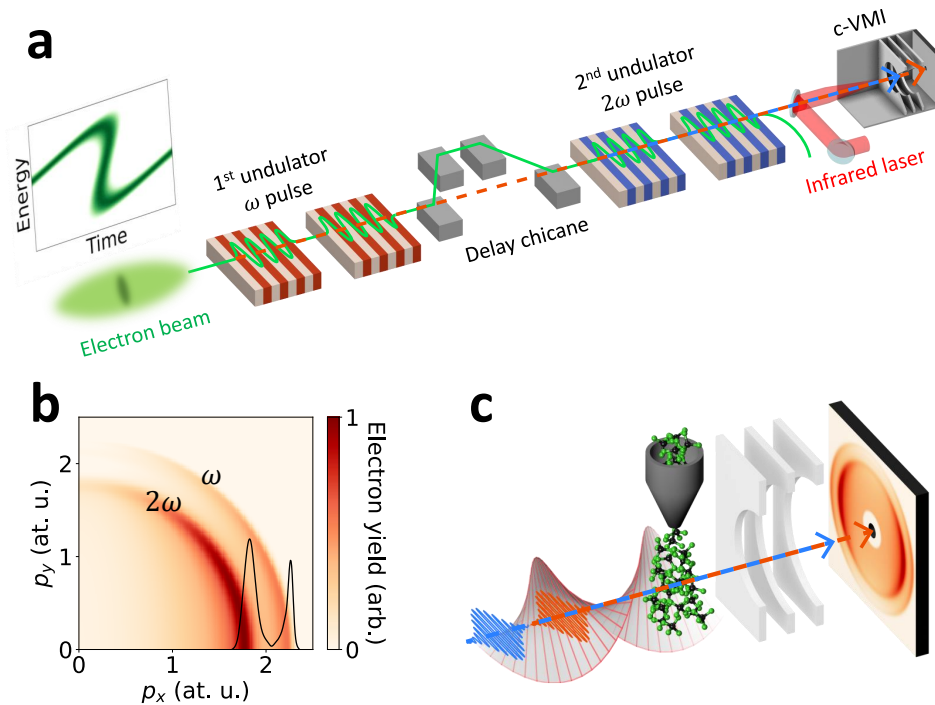 a
c-VMI
2nd undulator
2ω pulse
Energy
1st undulator
ω pulse
Infrared laser
Time
Delay chicane
Electron beam
b
1
ω
2ω
Electron yield (arb.)
0
2
1
0
py (at. u.)
0
1
2
px (at. u.)
c